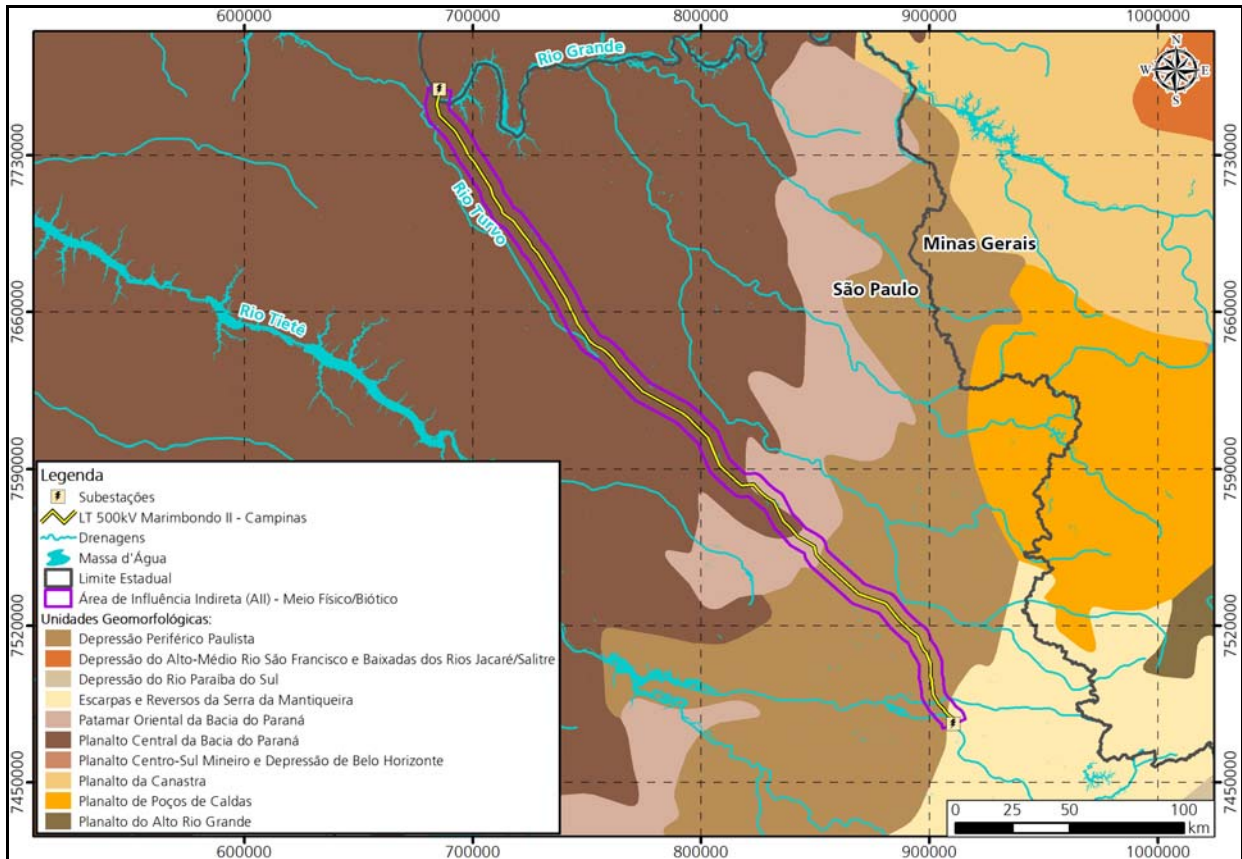 600000 700000 800000 900000 1000000
N
W E
S
Rio Grande
7730000 7730000
Rio Turvo
Minas Gerais
São Paulo
7660000 7660000
Rio Tietê
7590000 7590000
Legenda
Subestações
LT 500kV Marimbondo II - Campinas
Drenagens
Massa d'Água
Limite Estadual
Área de Influência Indireta (AII) - Meio Físico/Biótico
Unidades Geomorfológicas:
Depressão Periférico Paulista
Depressão do Alto-Médio Rio São Francisco e Baixadas dos Rios Jacaré/Salitre
Depressão do Rio Paraíba do Sul
Escarpas e Reversos da Serra da Mantiqueira
Patamar Oriental da Bacia do Paraná
Planalto Central da Bacia do Paraná
Planalto Centro-Sul Mineiro e Depressão de Belo Horizonte
Planalto da Canastra
Planalto de Poços de Caldas
Planalto do Alto Rio Grande
7520000 7520000
7450000 7450000
0 25 50 100
km
600000 700000 800000 900000 1000000